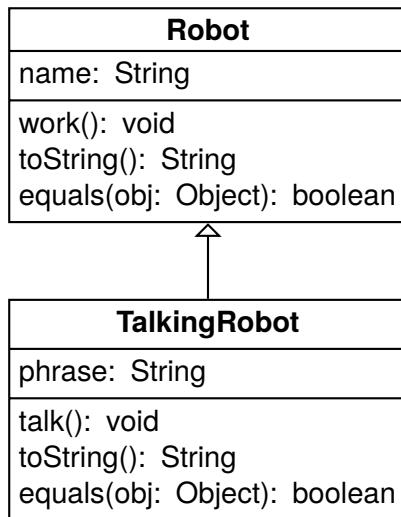 Robot
name: String
work(): void
toString(): String
equals(obj: Object): boolean
TalkingRobot
phrase: String
talk(): void
toString(): String
equals(obj: Object): boolean